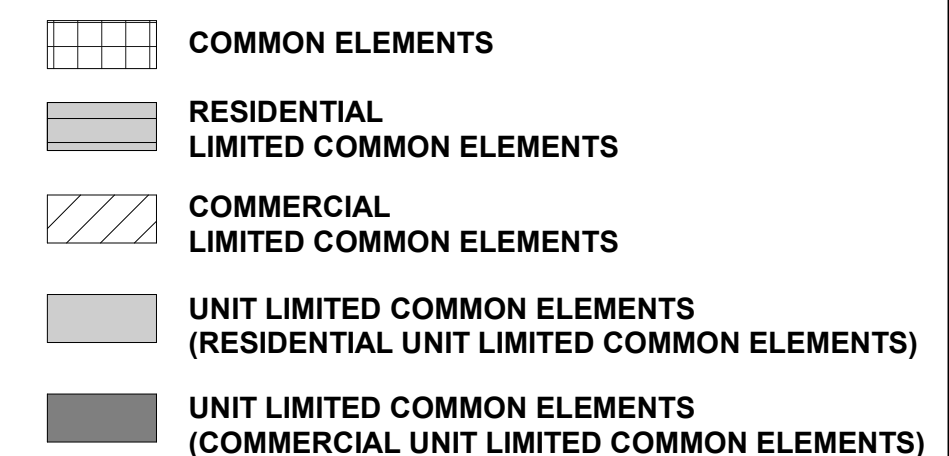 COMMON ELEMENTS
RESIDENTIAL
LIMITED COMMON ELEMENTS
COMMERCIAL
LIMITED COMMON ELEMENTS
UNIT LIMITED COMMON ELEMENTS
(RESIDENTIAL UNIT LIMITED COMMON ELEMENTS)
UNIT LIMITED COMMON ELEMENTS
(COMMERCIAL UNIT LIMITED COMMON ELEMENTS)